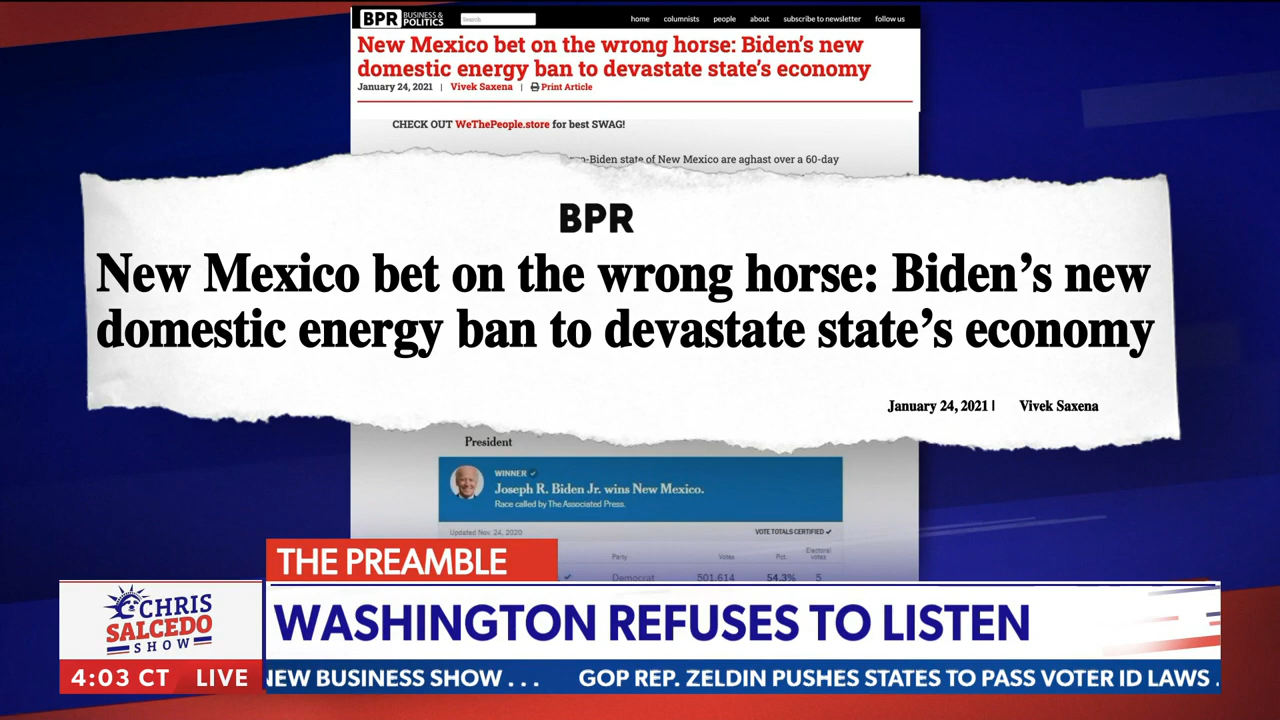 BPR BUSINESS & POLITICS
Search
home columnists people about subscribe to newsletter follow us
New Mexico bet on the wrong horse: Biden's new
domestic energy ban to devastate state's economy
January 24, 2021 | Vivek Saxena | Print Article
CHECK OUT WeThePeople.store for best SWAG!
-Biden state of New Mexico are aghast over a 60-day
BPR
New Mexico bet on the wrong horse: Biden's new
domestic energy ban to devastate state's economy
January 24, 2021 | Vivek Saxena
President
WINNER
Joseph R. Biden Jr. wins New Mexico.
Race called by The Associated Press.
Updated Nov. 24, 2020 VOTE TOTALS CERTIFIED
Party Votes Pct. Electoral votes
Democrat 501,614 54.3% 5
THE PREAMBLE
CHRIS
SALCEDO
SHOW
WASHINGTON REFUSES TO LISTEN
4:03 CT LIVE
NEW BUSINESS SHOW . . . GOP REP. ZELDIN PUSHES STATES TO PASS VOTER ID LAWS .